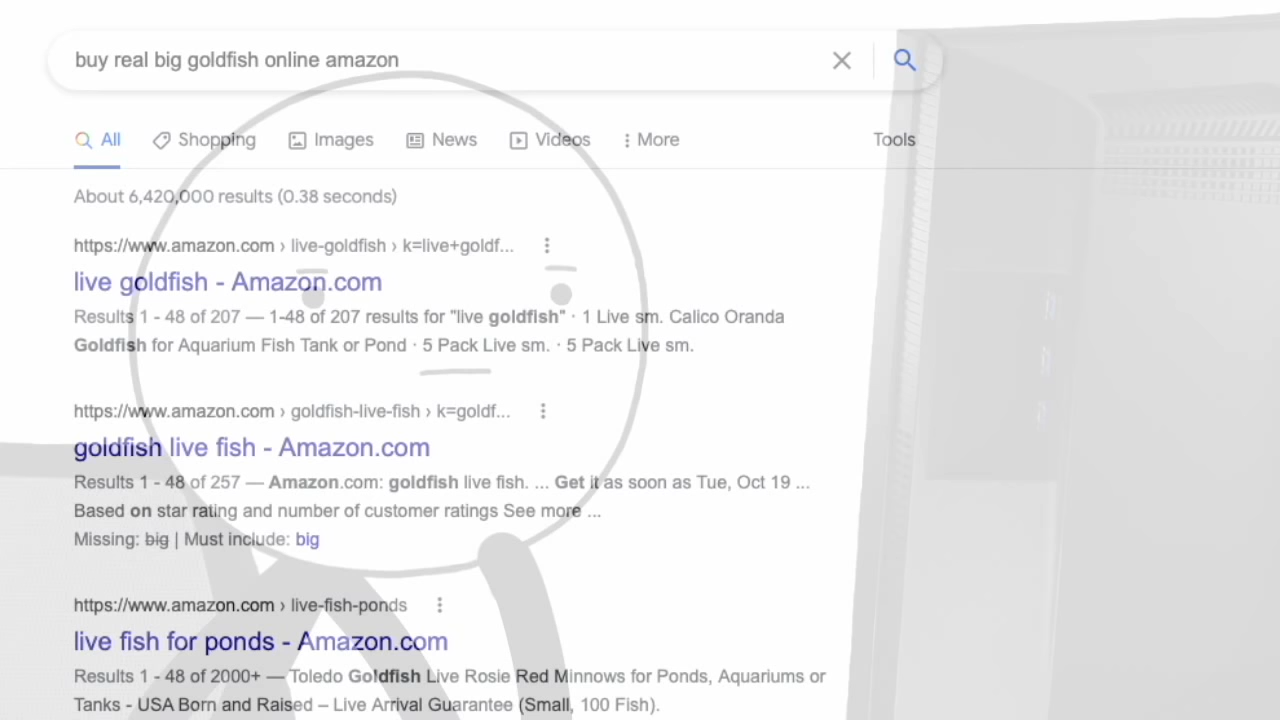 buy real big goldfish online amazon
All Shopping Images News Videos More Tools
About 6,420,000 results (0.38 seconds)
https://www.amazon.com › live-goldfish › k=live+goldf...
live goldfish - Amazon.com
Results 1 - 48 of 207 — 1-48 of 207 results for "live goldfish" · 1 Live sm. Calico Oranda
Goldfish for Aquarium Fish Tank or Pond · 5 Pack Live sm. · 5 Pack Live sm.
https://www.amazon.com › goldfish-live-fish › k=goldf...
goldfish live fish - Amazon.com
Results 1 - 48 of 257 — Amazon.com: goldfish live fish. ... Get it as soon as Tue, Oct 19 ...
Based on star rating and number of customer ratings See more ...
Missing: big | Must include: big
https://www.amazon.com › live-fish-ponds
live fish for ponds - Amazon.com
Results 1 - 48 of 2000+ — Toledo Goldfish Live Rosie Red Minnows for Ponds, Aquariums or
Tanks - USA Born and Raised – Live Arrival Guarantee (Small, 100 Fish).